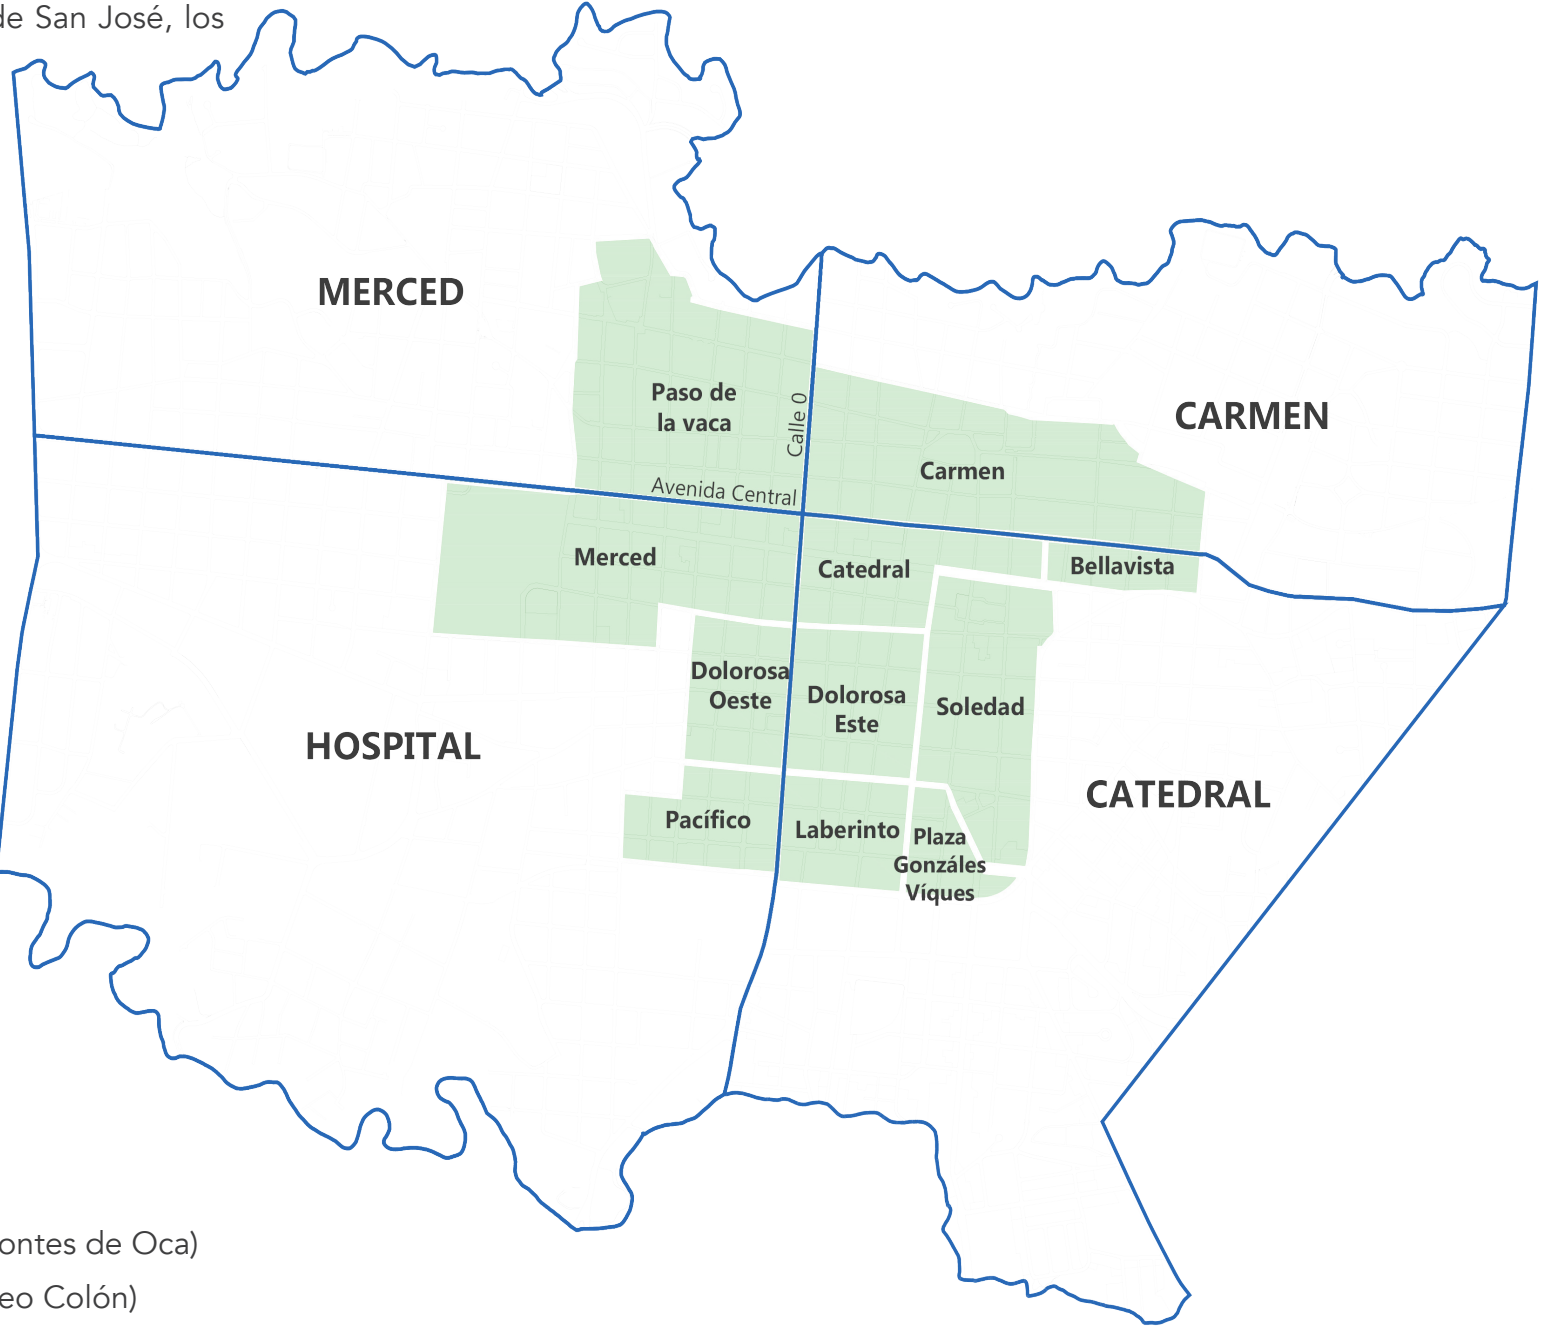 de San José, los
MERCED
Paso de
la vaca
Calle 0
CARMEN
Carmen
Avenida Central
Merced
Catedral
Bellavista
Dolorosa
Oeste
Dolorosa
Este
Soledad
HOSPITAL
CATEDRAL
Pacífico
Laberinto
Plaza
Gonzáles
Víques
ontes de Oca)
eo Colón)